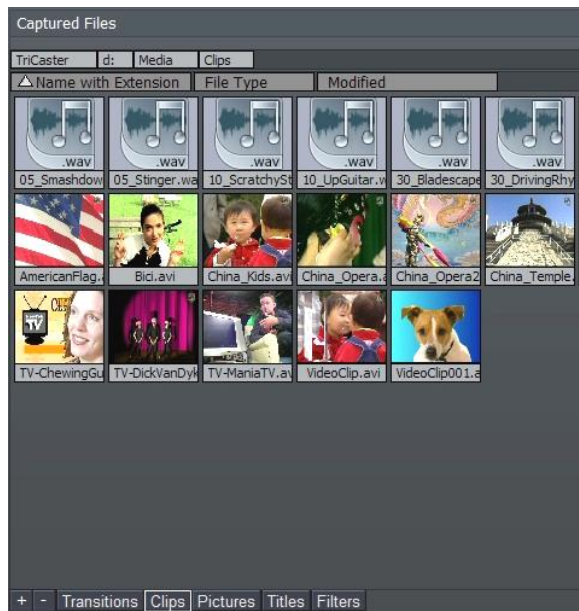 Captured Files
TriCaster d: Media Clips
Name with Extension File Type Modified
.wav .wav .wav .wav .wav .wav
05_Smashdow 05_Stinger.wa 10_ScratchySt 10_UpGuitar.w 30_Bladescape 30_DrivingRhy
AmericanFlag.a Bici.avi China_Kids.avi China_Opera.a China_Opera2 China_Temple.
TV
TV-ChewingGu TV-DickVanDyk TV-ManiaTV.av VideoClip.avi VideoClip001.a
+ - Transitions Clips Pictures Titles Filters